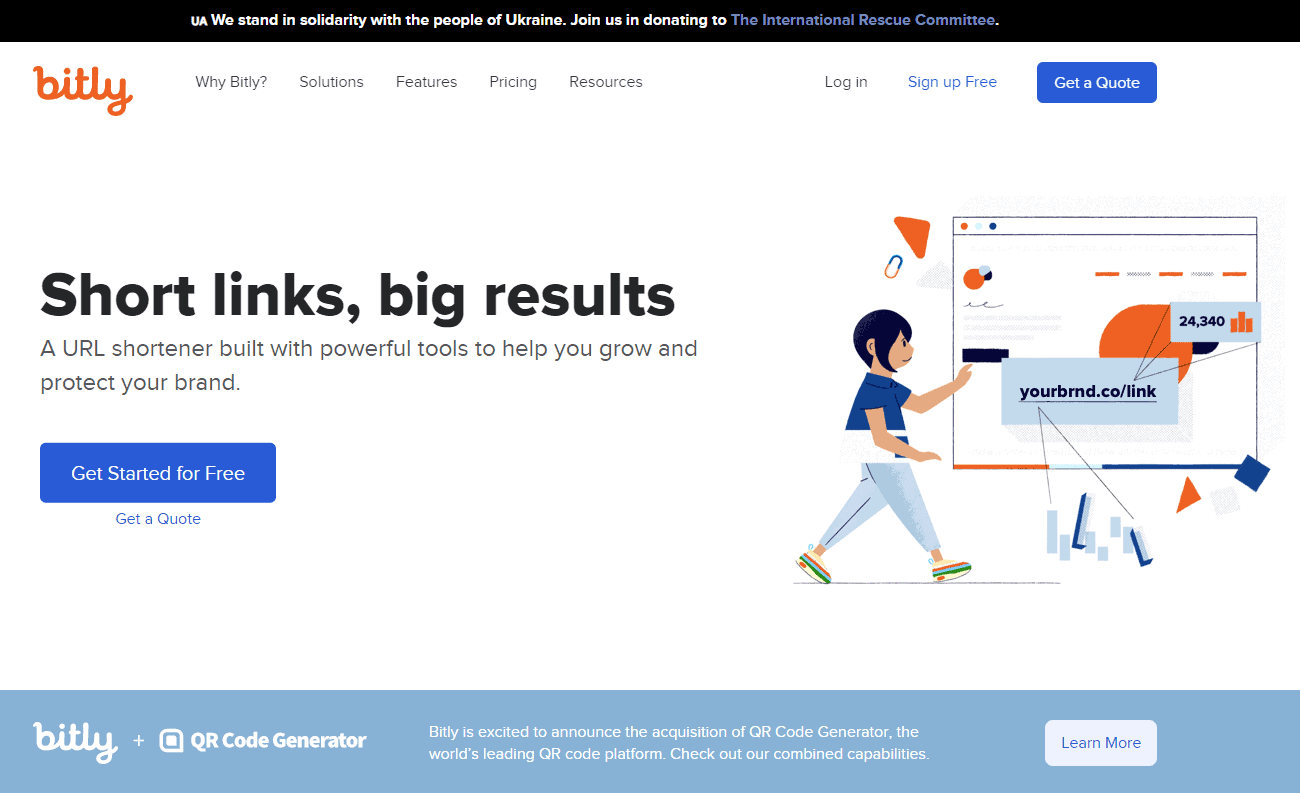 UA We stand in solidarity with the people of Ukraine. Join us in donating to The International Rescue Committee.
bitly
Why Bitly? Solutions Features Pricing Resources Log in Sign up Free Get a Quote
Short links, big results
A URL shortener built with powerful tools to help you grow and
protect your brand.
Get Started for Free
Get a Quote
24,340
yourbrnd.co/link
bitly + QR Code Generator
Bitly is excited to announce the acquisition of QR Code Generator, the
world’s leading QR code platform. Check out our combined capabilities.
Learn More